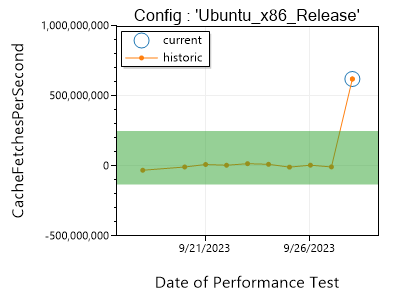 Config : 'Ubuntu_x86_Release'
1,000,000,000
current
historic
500,000,000
0
-500,000,000
CacheFetchesPerSecond
9/21/2023
9/26/2023
Date of Performance Test